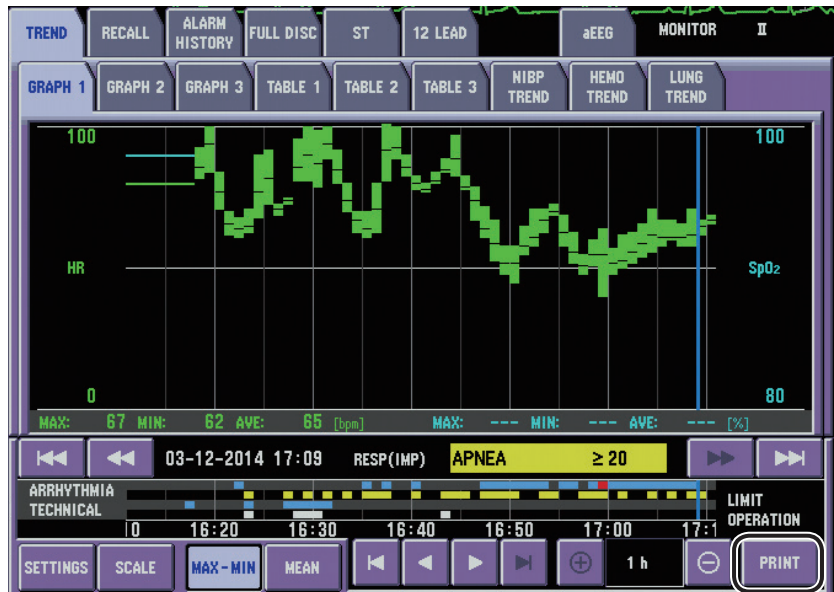 TREND RECALL ALARM HISTORY FULL DISC ST 12 LEAD aEEG MONITOR II
GRAPH 1 GRAPH 2 GRAPH 3 TABLE 1 TABLE 2 TABLE 3 NIBP TREND HEMO TREND LUNG TREND
100 100
HR SpO2
0 80
MAX: 67 MIN: 62 AVE: 65 [bpm] MAX: --- MIN: --- AVE: --- [%]
03-12-2014 17:09 RESP(IMP) APNEA ≥ 20
ARRHYTHMIA
TECHNICAL
LIMIT
OPERATION
0 16:20 16:30 16:40 16:50 17:00 17:1
SETTINGS SCALE MAX-MIN MEAN 1 h PRINT